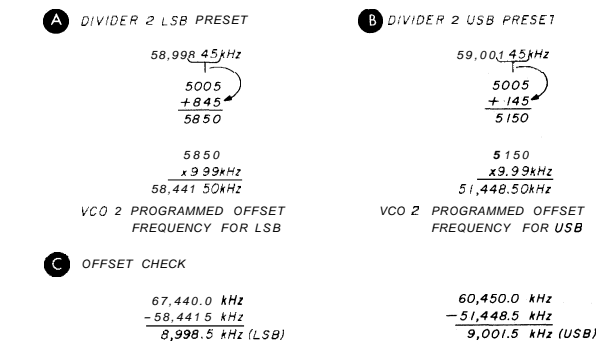 A DIVIDER 2 LSB PRESET
58,998 45kHz
5005
+845
5850
5850
x9 99kHz
58,441 50kHz
VCO 2 PROGRAMMED OFFSET
FREQUENCY FOR LSB
B DIVIDER 2 USB PRESET
59,001 45kHz
5005
+ 145
5150
5150
x9.99kHz
51,448.50kHz
VCO 2 PROGRAMMED OFFSET
FREQUENCY FOR USB
C OFFSET CHECK
67,440.0 kHz
-58,441 5 kHz
8,998.5 kHz (LSB)
60,450.0 kHz
-51,448.5 kHz
9,001.5 kHz (USB)